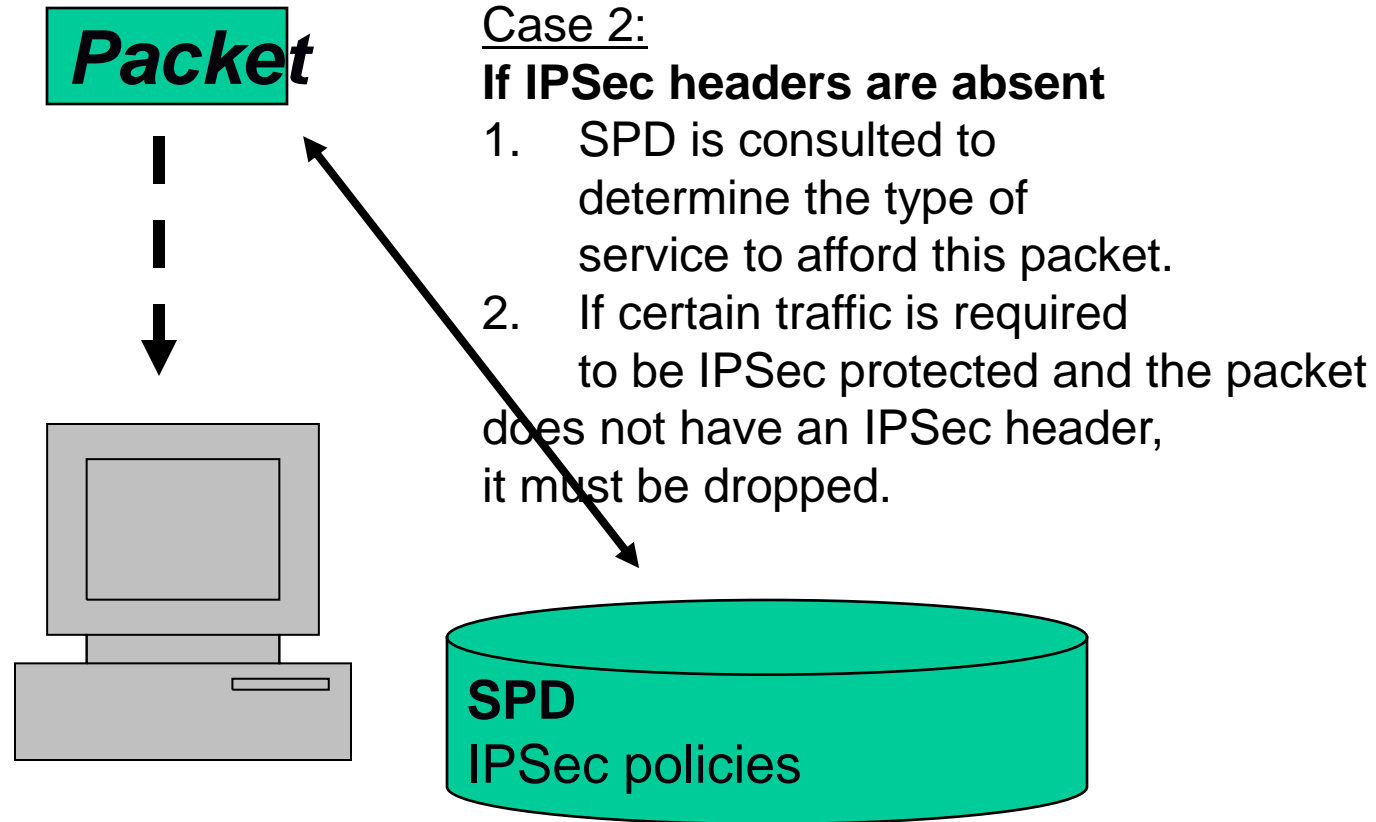 Packet
Case 2:
If IPSec headers are absent
1. SPD is consulted to
determine the type of
service to afford this packet.
2. If certain traffic is required
to be IPSec protected and the packet
does not have an IPSec header,
it must be dropped.
SPD
IPSec policies